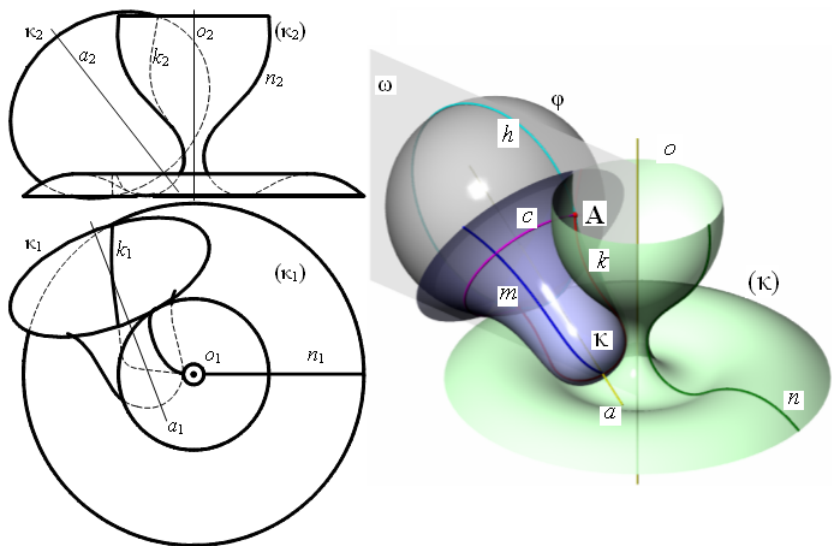 κ₂
a₂
k₂
o₂
(κ₂)
n₂
κ₁
k₁
(κ₁)
o₁
n₁
a₁
ω
h
φ
o
c
A
k
m
(κ)
κ
n
a